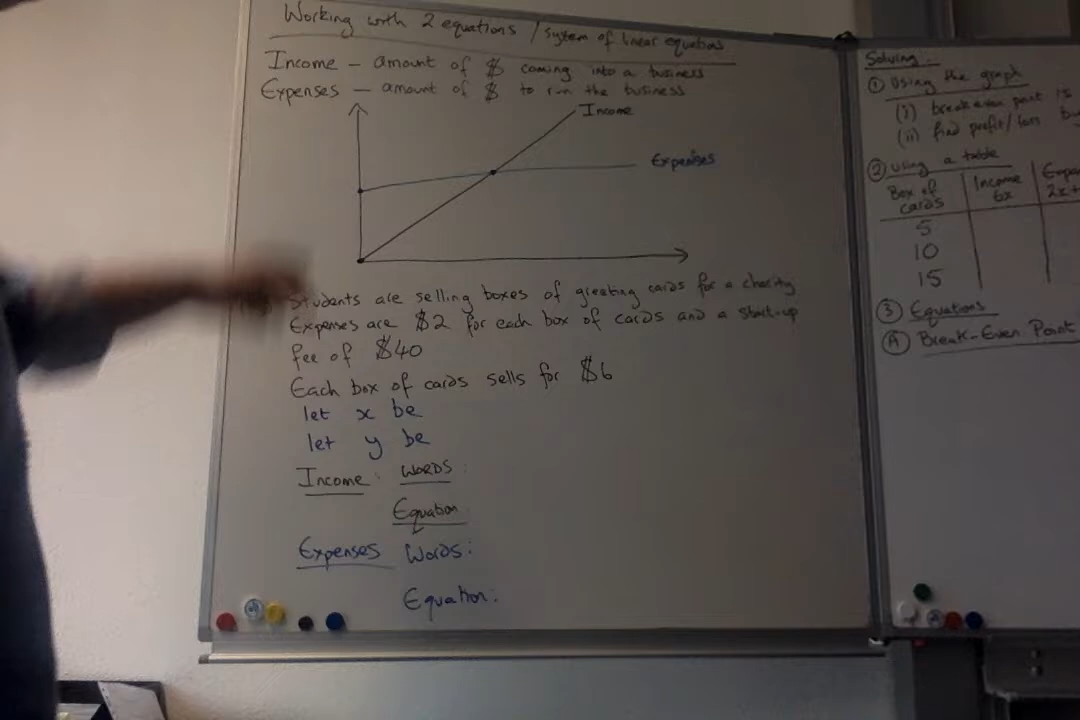 Working with 2 equations / system of linear equations
Income - amount of $ coming into a business
Expenses - amount of $ to run the business
Income
Expenses
Students are selling boxes of greeting cards for a charity
Expenses are $2 for each box of cards and a start-up
fee of $40
Each box of cards sells for $6
let x be
let y be
Income: WORDS:
Equation
Expenses Words:
Equation:
Solving:
① Using the graph
(i) break even point is
(ii) find profit/loss by
② Using a table
Box of cards Income 6x 2x+
5
10
15
③ Equations
Ⓐ Break-Even Point